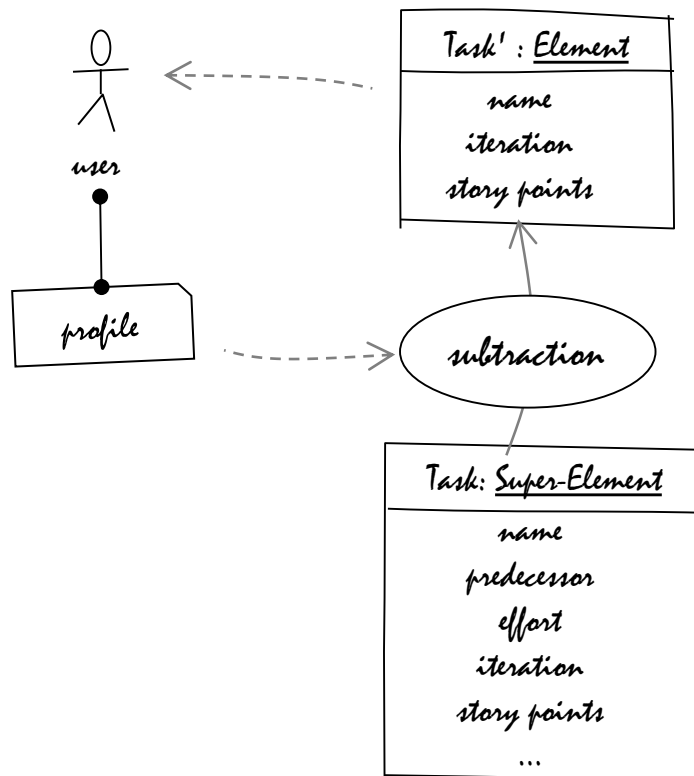 Task' : Element
name
iteration
story points
user
profile
subtraction
Task: Super-Element
name
predecessor
effort
iteration
story points
...